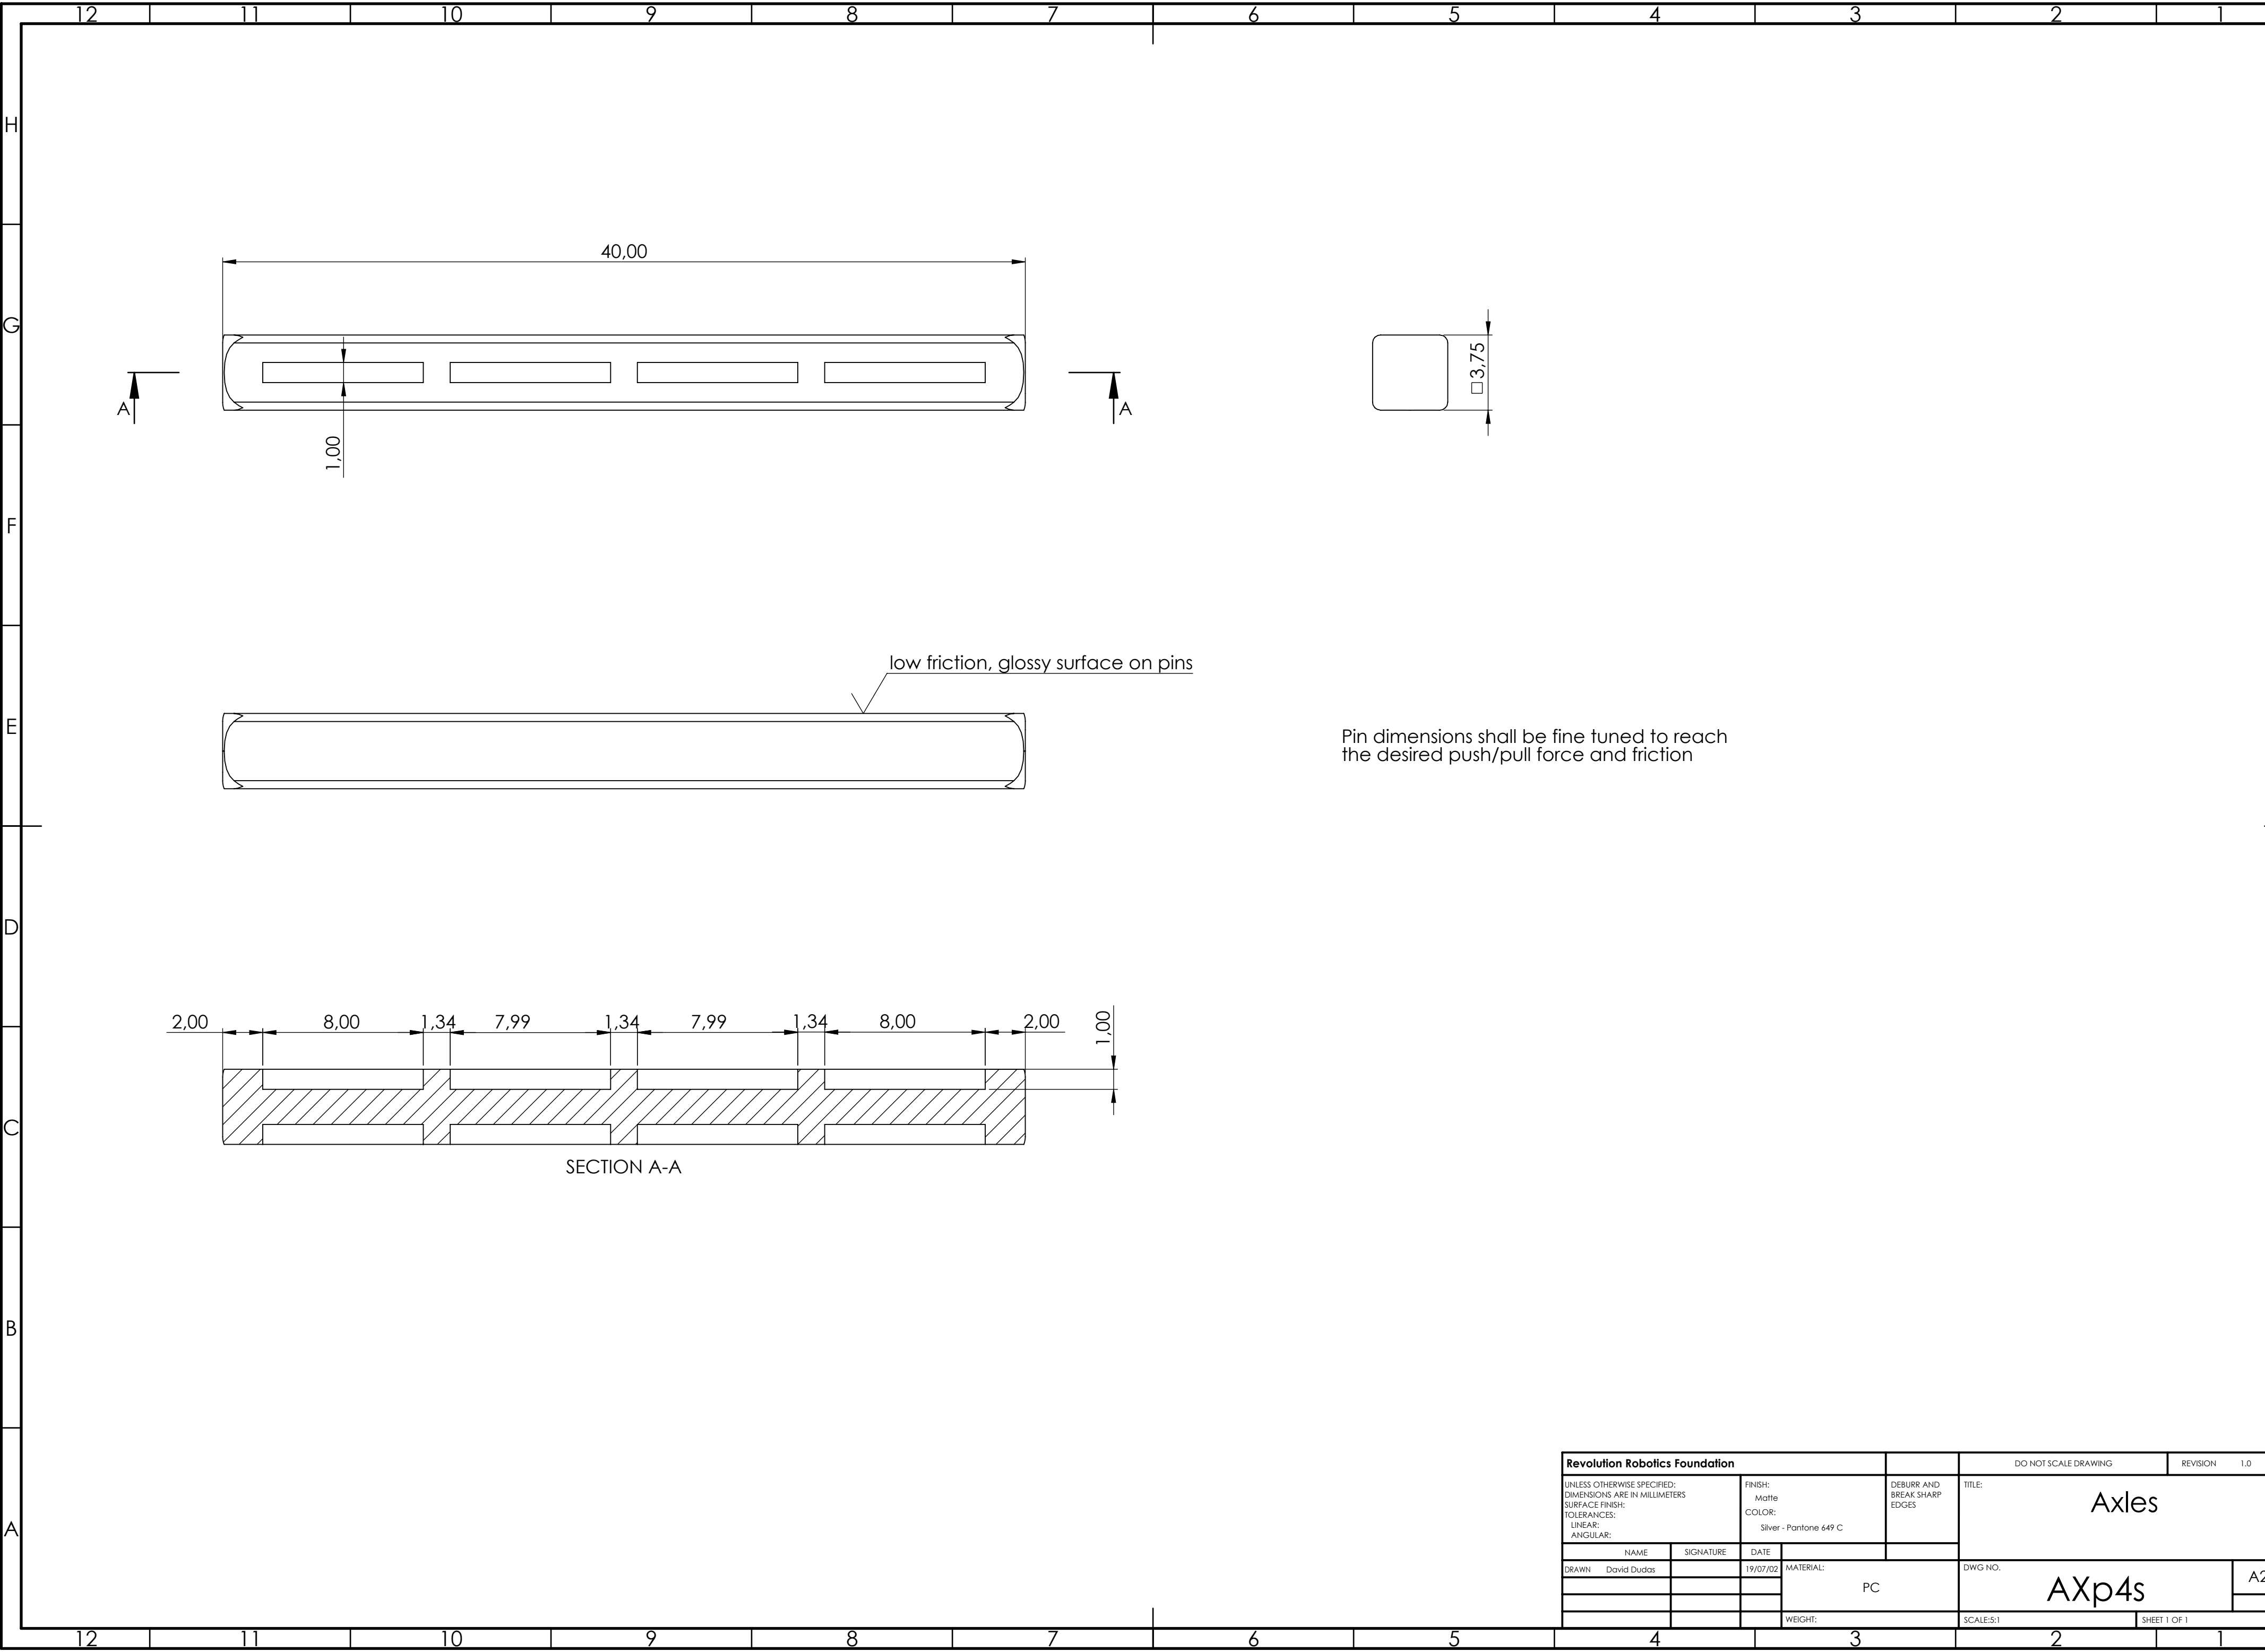 12 11 10 9 8 7 6 5 4 3 2 1
H
40,00
G
3,75
A A
1,00
F
low friction, glossy surface on pins
E
Pin dimensions shall be fine tuned to reach
the desired push/pull force and friction
D
2,00 8,00 1,34 7,99 1,34 7,99 1,34 8,00 2,00 1,00
C
SECTION A-A
B
A
Revolution Robotics Foundation
DO NOT SCALE DRAWING
REVISION 1.0
UNLESS OTHERWISE SPECIFIED:
DIMENSIONS ARE IN MILLIMETERS
SURFACE FINISH:
TOLERANCES:
LINEAR:
ANGULAR:
FINISH:
Matte
COLOR:
Silver - Pantone 649 C
DEBURR AND
BREAK SHARP
EDGES
TITLE:
Axles
NAME SIGNATURE DATE
DRAWN David Dudas 19/07/02
MATERIAL:
PC
WEIGHT:
DWG NO.
AXp4s
A2
SCALE:5:1
SHEET 1 OF 1
12 11 10 9 8 7 6 5 4 3 2 1